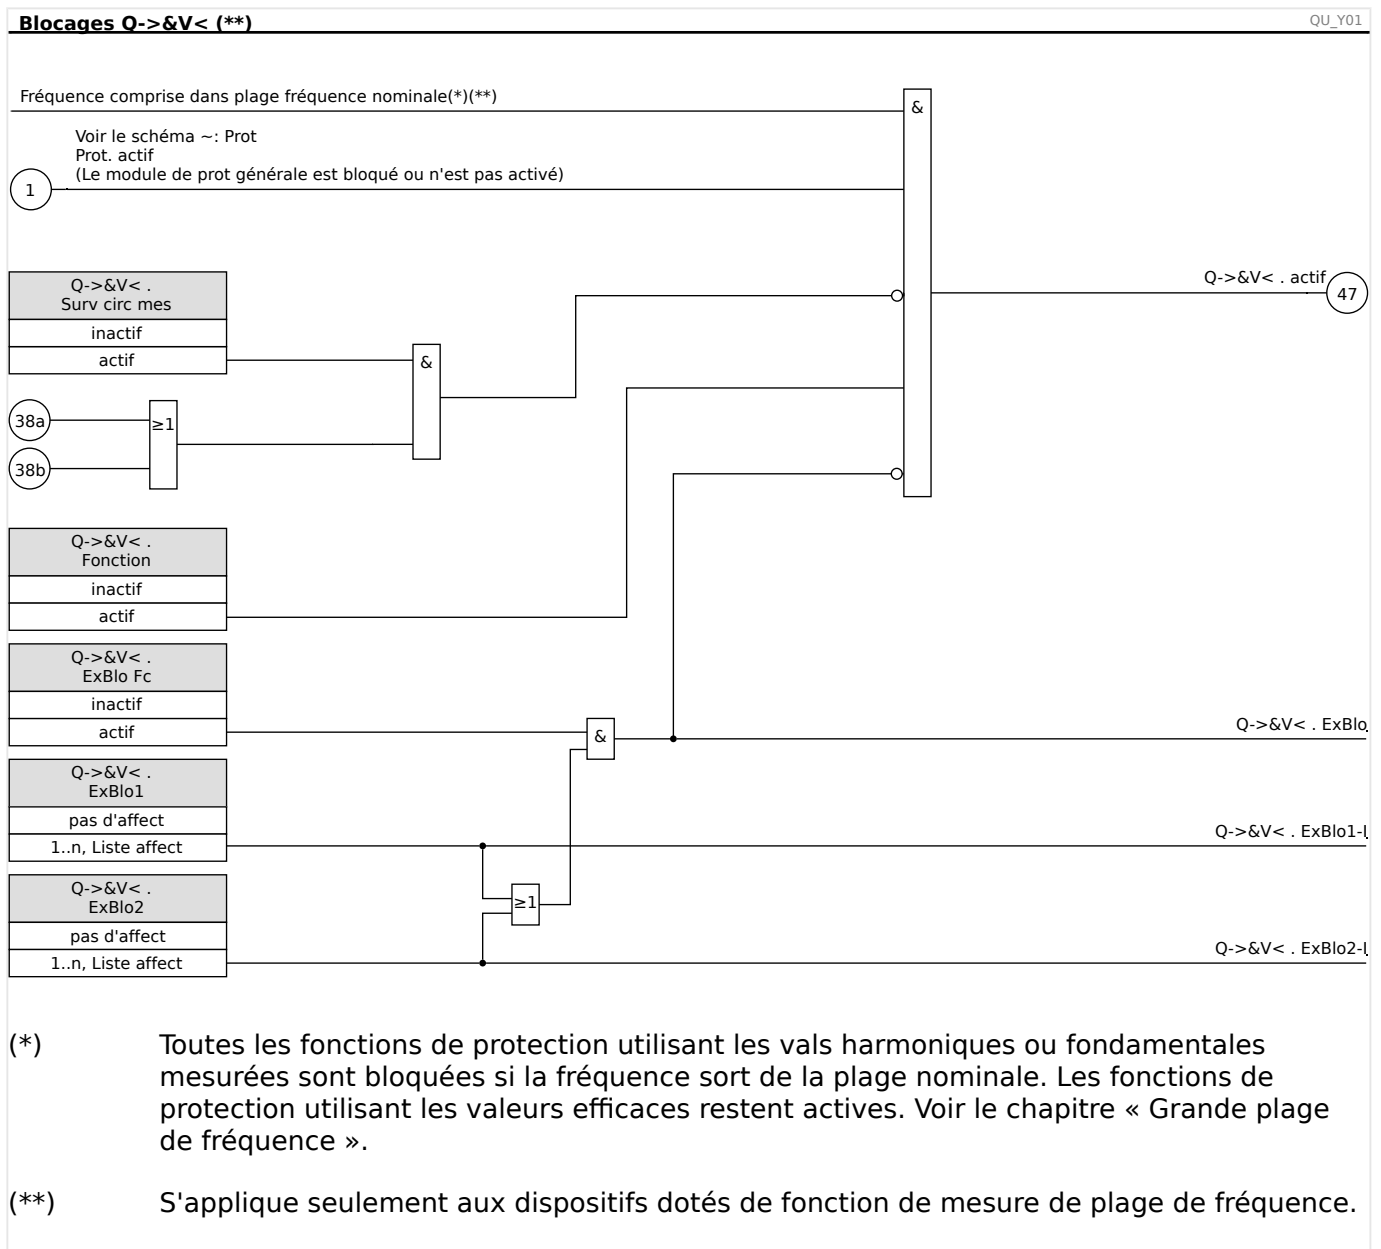 Blocages Q->&V< (**)
QU_Y01
Fréquence comprise dans plage fréquence nominale(*)(**)
&
Voir le schéma ~: Prot
Prot. actif
(Le module de prot générale est bloqué ou n'est pas activé)
1
Q->&V< .
Surv circ mes
inactif
actif
&
Q->&V< . actif
47
38a
≥1
38b
Q->&V< .
Fonction
inactif
actif
Q->&V< .
ExBlo Fc
inactif
actif
&
Q->&V< . ExBlo
Q->&V< .
ExBlo1
pas d'affect
1..n, Liste affect
Q->&V< . ExBlo1-I
Q->&V< .
ExBlo2
≥1
pas d'affect
1..n, Liste affect
Q->&V< . ExBlo2-I
(*) Toutes les fonctions de protection utilisant les vals harmoniques ou fondamentales
mesurées sont bloquées si la fréquence sort de la plage nominale. Les fonctions de
protection utilisant les valeurs efficaces restent actives. Voir le chapitre « Grande plage
de fréquence ».
(**) S'applique seulement aux dispositifs dotés de fonction de mesure de plage de fréquence.